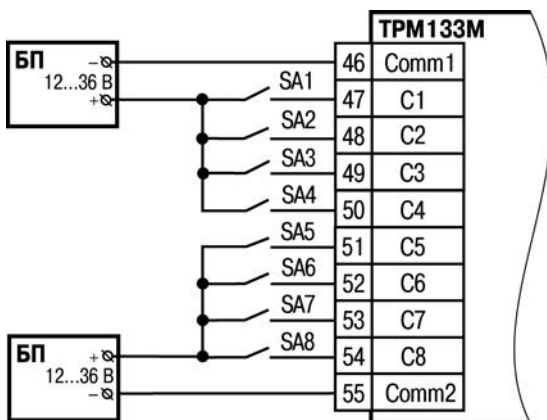 ТРМ133М
БП
–
12...36 В
+
46 Comm1
SA1 47 C1
SA2 48 C2
SA3 49 C3
SA4 50 C4
SA5 51 C5
SA6 52 C6
SA7 53 C7
SA8 54 C8
БП
+
12...36 В
–
55 Comm2